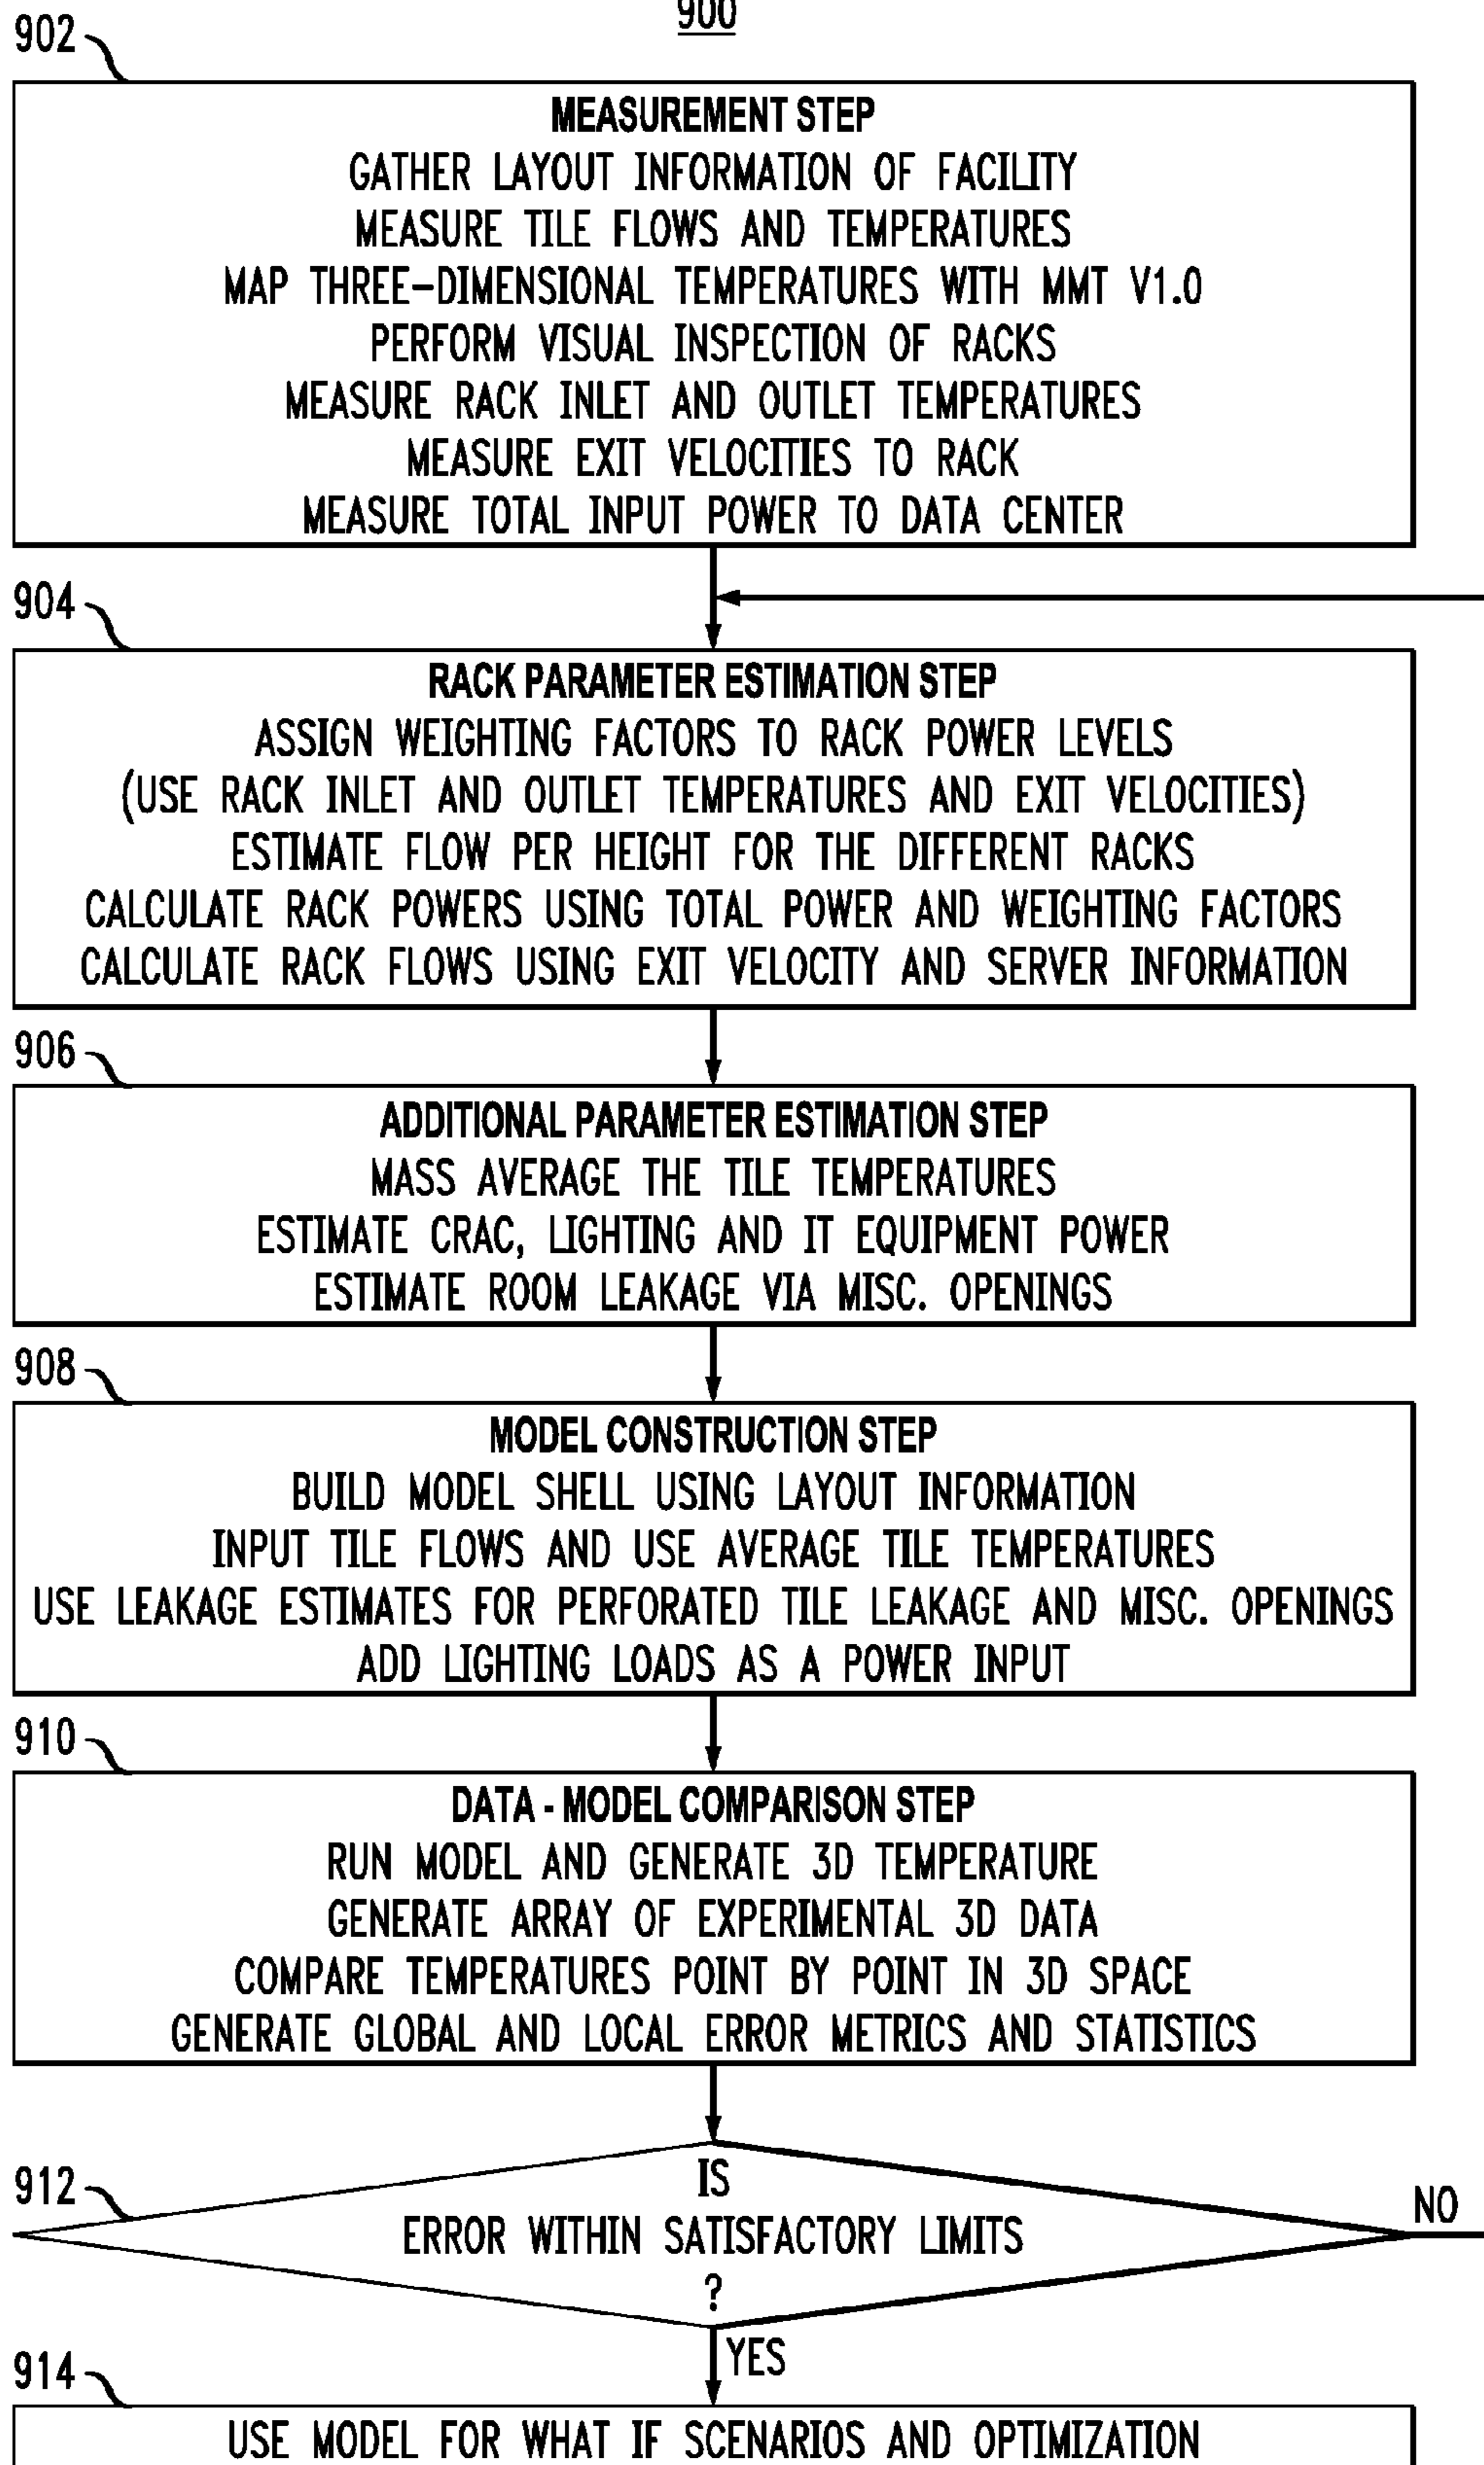 900
902
MEASUREMENT STEP
GATHER LAYOUT INFORMATION OF FACILITY
MEASURE TILE FLOWS AND TEMPERATURES
MAP THREE-DIMENSIONAL TEMPERATURES WITH MMT V1.0
PERFORM VISUAL INSPECTION OF RACKS
MEASURE RACK INLET AND OUTLET TEMPERATURES
MEASURE EXIT VELOCITIES TO RACK
MEASURE TOTAL INPUT POWER TO DATA CENTER
904
RACK PARAMETER ESTIMATION STEP
ASSIGN WEIGHTING FACTORS TO RACK POWER LEVELS
(USE RACK INLET AND OUTLET TEMPERATURES AND EXIT VELOCITIES)
ESTIMATE FLOW PER HEIGHT FOR THE DIFFERENT RACKS
CALCULATE RACK POWERS USING TOTAL POWER AND WEIGHTING FACTORS
CALCULATE RACK FLOWS USING EXIT VELOCITY AND SERVER INFORMATION
906
ADDITIONAL PARAMETER ESTIMATION STEP
MASS AVERAGE THE TILE TEMPERATURES
ESTIMATE CRAC, LIGHTING AND IT EQUIPMENT POWER
ESTIMATE ROOM LEAKAGE VIA MISC. OPENINGS
908
MODEL CONSTRUCTION STEP
BUILD MODEL SHELL USING LAYOUT INFORMATION
INPUT TILE FLOWS AND USE AVERAGE TILE TEMPERATURES
USE LEAKAGE ESTIMATES FOR PERFORATED TILE LEAKAGE AND MISC. OPENINGS
ADD LIGHTING LOADS AS A POWER INPUT
910
DATA - MODEL COMPARISON STEP
RUN MODEL AND GENERATE 3D TEMPERATURE
GENERATE ARRAY OF EXPERIMENTAL 3D DATA
COMPARE TEMPERATURES POINT BY POINT IN 3D SPACE
GENERATE GLOBAL AND LOCAL ERROR METRICS AND STATISTICS
912
IS
ERROR WITHIN SATISFACTORY LIMITS
?
NO
YES
914
USE MODEL FOR WHAT IF SCENARIOS AND OPTIMIZATION